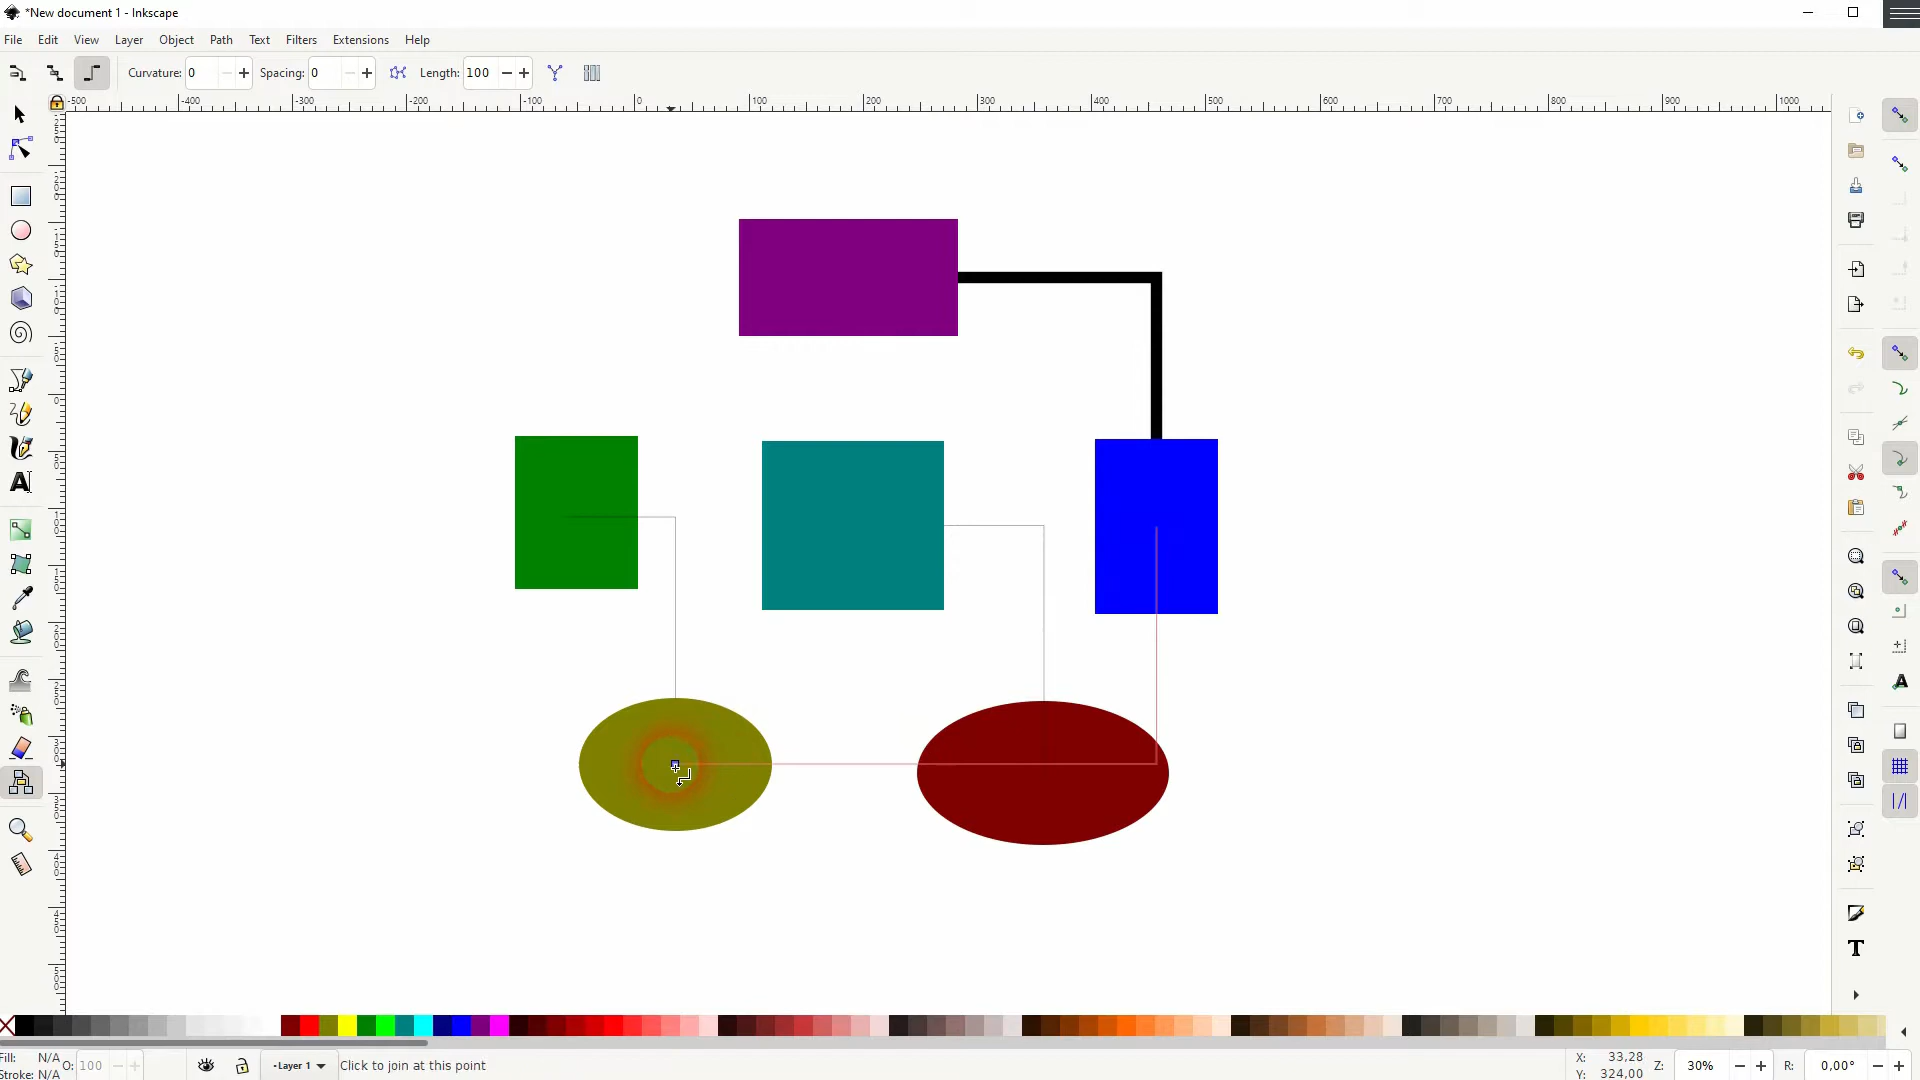 *New document 1 - Inkscape
File Edit View Layer Object Path Text Filters Extensions Help
Curvature: 0 Spacing: 0 Length: 100
-500 -400 -300 -200 -100 0 100 200 300 400 500 600 700 800 900 1000
Fill: N/A O: 100 -Layer 1 Click to join at this point X: 33,28 Z: 30% R: 0,00°
Stroke: N/A Y: 324,00